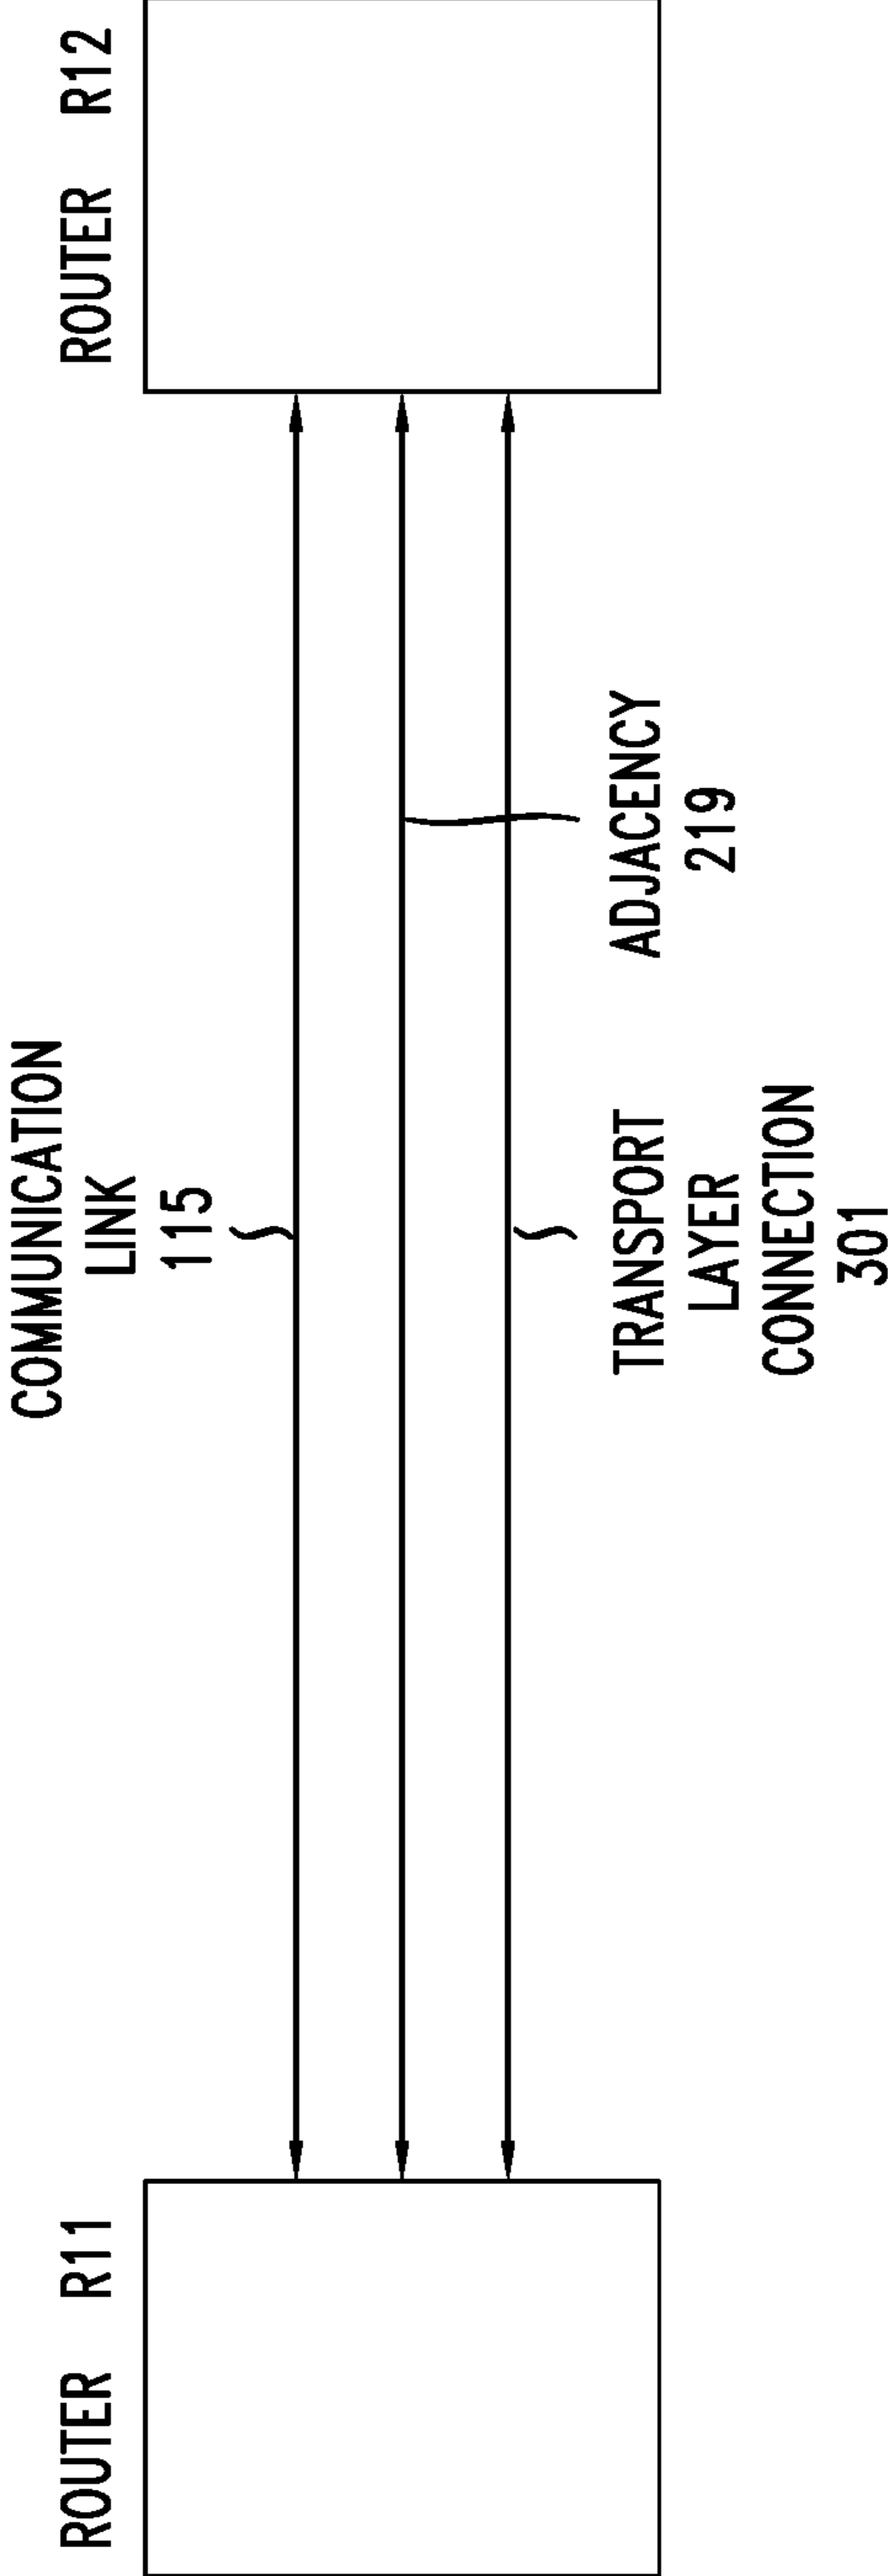 ROUTER R11
COMMUNICATION
LINK
115
ROUTER R12
TRANSPORT
LAYER
CONNECTION
301
ADJACENCY
219